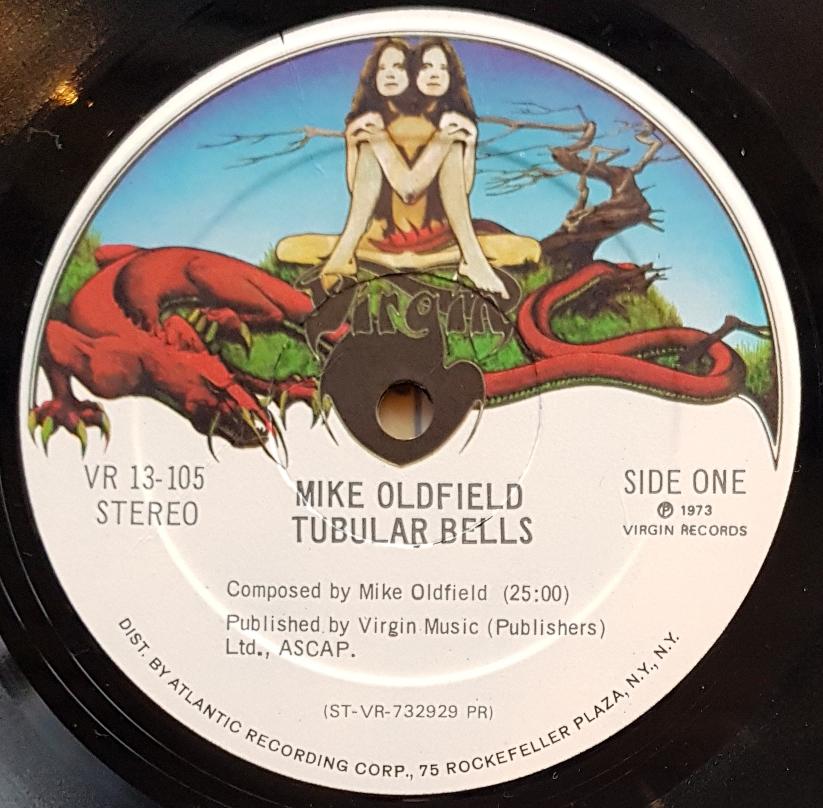 Virgin
VR 13-105
STEREO
MIKE OLDFIELD
TUBULAR BELLS
SIDE ONE
℗ 1973
VIRGIN RECORDS
Composed by Mike Oldfield (25:00)
Published by Virgin Music (Publishers)
Ltd., ASCAP.
(ST-VR-732929 PR)
DIST. BY ATLANTIC RECORDING CORP., 75 ROCKEFELLER PLAZA, N.Y., N.Y.